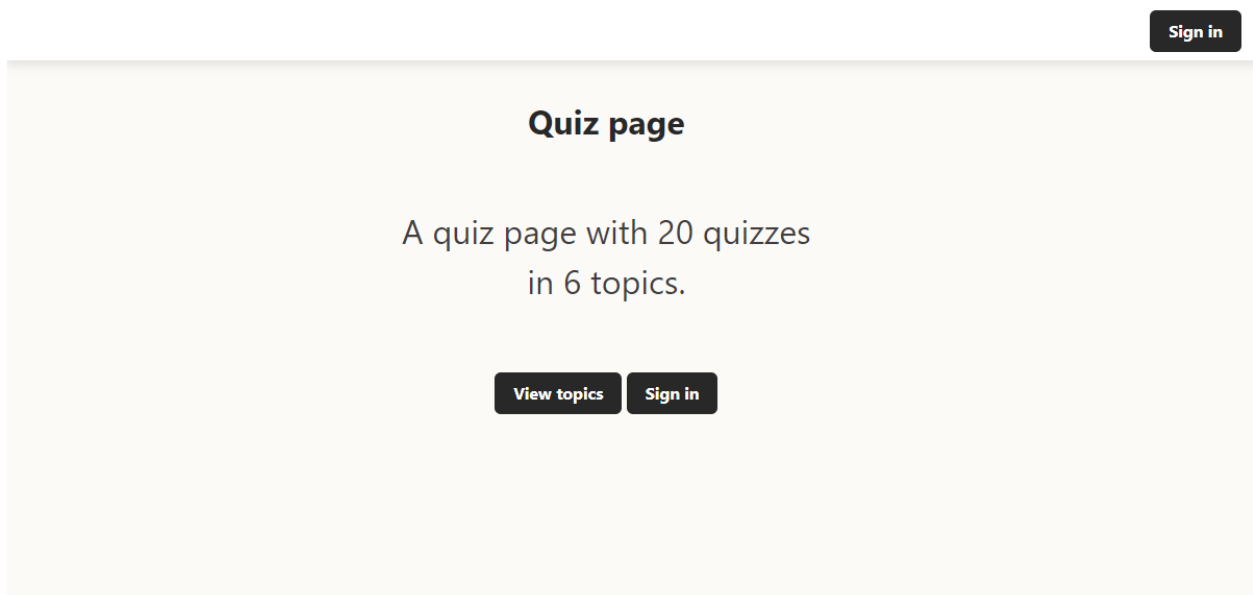 Sign in
Quiz page
A quiz page with 20 quizzes
in 6 topics.
View topics Sign in